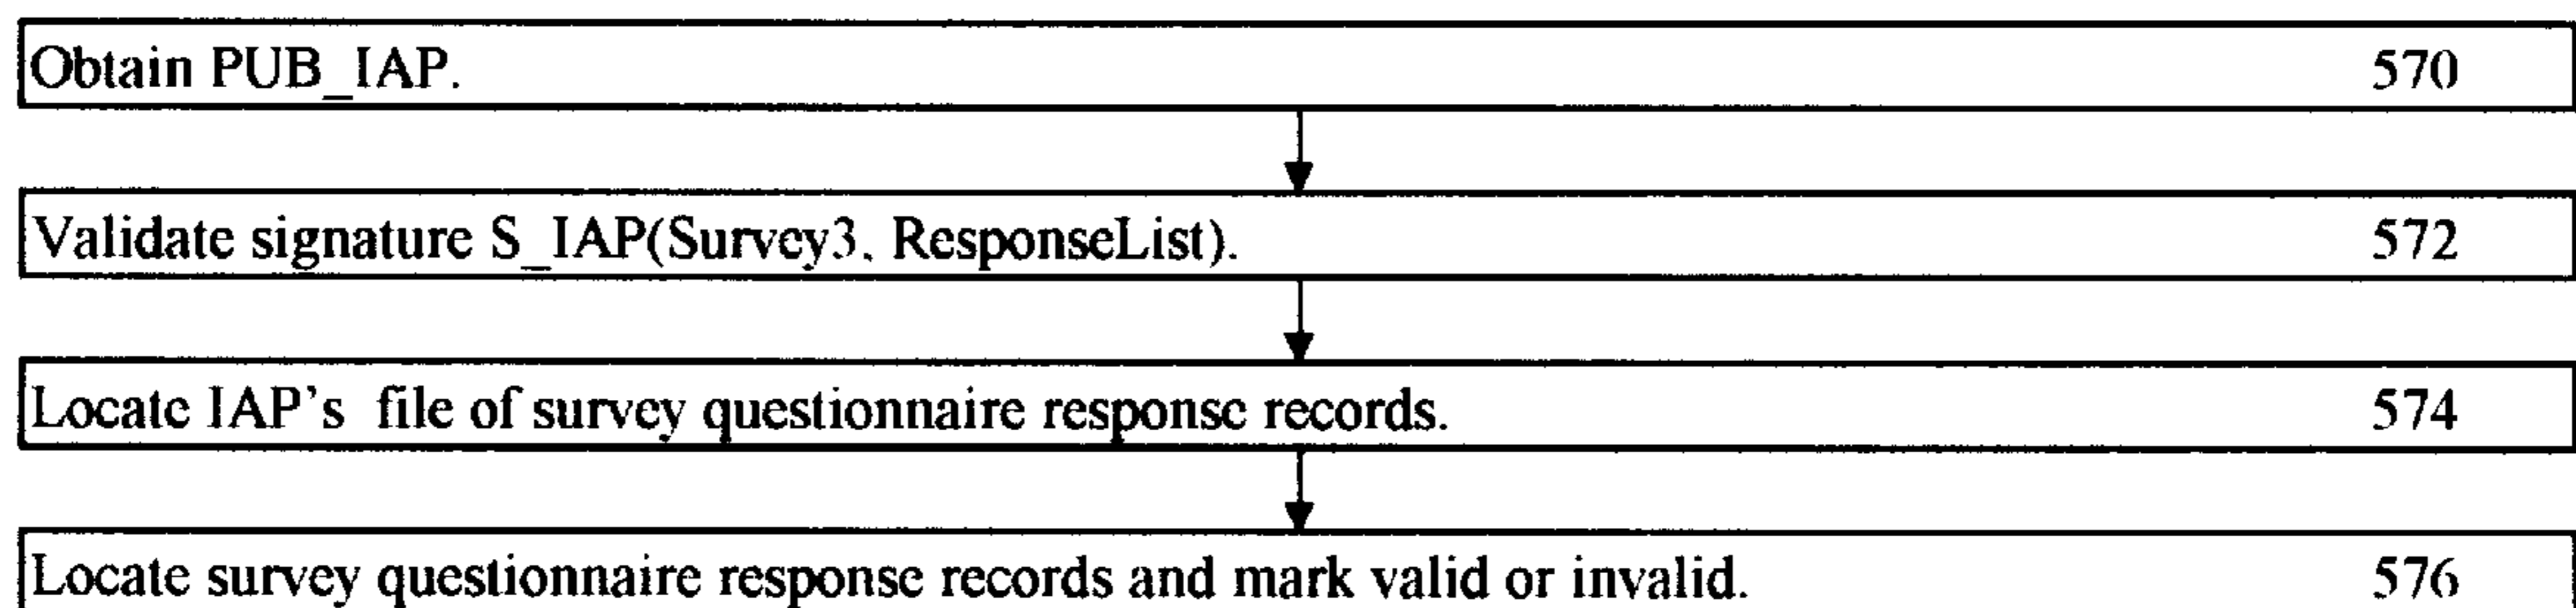 Obtain PUB_IAP. 570
Validate signature S_IAP(Survey3, ResponseList). 572
Locate IAP's file of survey questionnaire response records. 574
Locate survey questionnaire response records and mark valid or invalid. 576